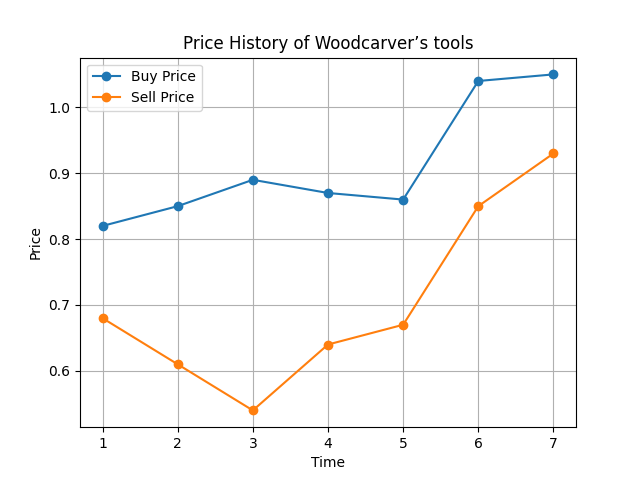 Price History of Woodcarver’s tools
Buy Price
Sell Price
Price
1.0
0.9
0.8
0.7
0.6
1 2 3 4 5 6 7
Time